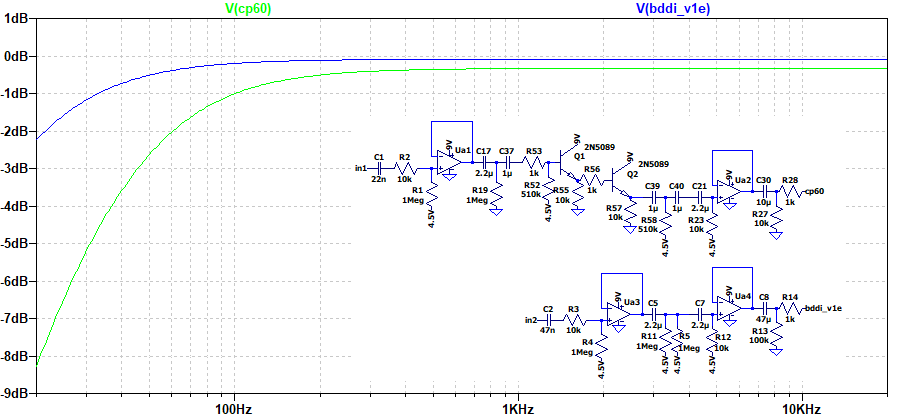 V(cp60) V(bddi_v1e)
1dB
0dB
-1dB
-2dB
-3dB
-4dB
-5dB
-6dB
-7dB
-8dB
-9dB
100Hz 1KHz 10KHz
in1
C1
22n
R2
10k
R1
1Meg
4.5V
9V
Ua1
C17
2.2µ
C37
1µ
R19
1Meg
R53
1k
R52
510k
4.5V
9V
2N5089
Q1
R55
10k
R56
1k
9V
2N5089
Q2
R57
10k
C39
1µ
R58
510k
4.5V
C40
1µ
C21
2.2µ
R23
10k
4.5V
9V
Ua2
C30
10µ
R27
10k
R28
1k
cp60
in2
C2
47n
R3
10k
R4
1Meg
4.5V
9V
Ua3
C5
2.2µ
R11
1Meg
4.5V
R5
1Meg
4.5V
C7
2.2µ
R12
10k
4.5V
9V
Ua4
C8
47µ
R13
100k
R14
1k
bddi_v1e